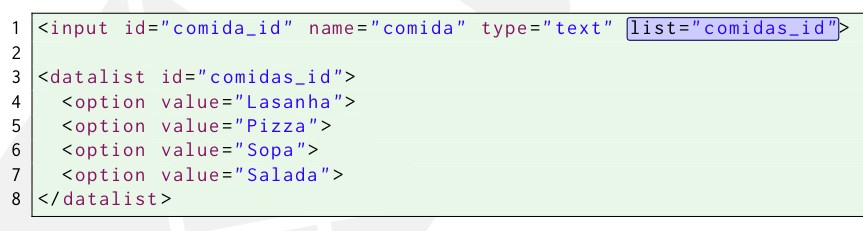 1 <input id="comida_id" name="comida" type="text" list="comidas_id">
2
3 <datalist id="comidas_id">
4   <option value="Lasanha">
5   <option value="Pizza">
6   <option value="Sopa">
7   <option value="Salada">
8 </datalist>